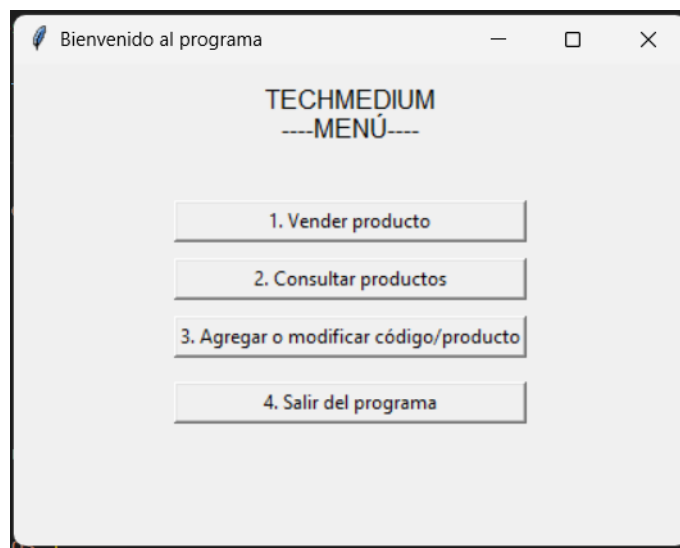 Bienvenido al programa
TECHMEDIUM
----MENÚ----
1. Vender producto
2. Consultar productos
3. Agregar o modificar código/producto
4. Salir del programa